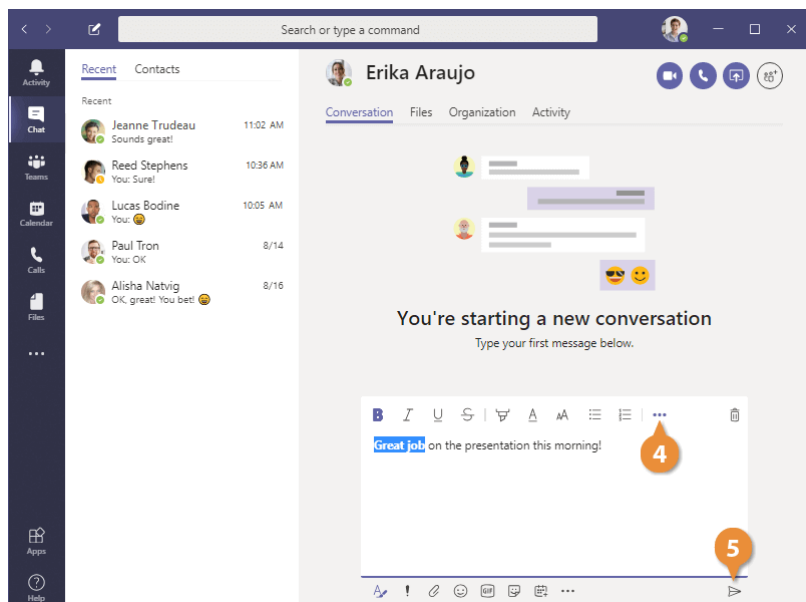 Search or type a command
Activity
Chat
Teams
Calendar
Calls
Files
Apps
Help
Recent Contacts
Recent
Jeanne Trudeau 11:02 AM
Sounds great!
Reed Stephens 10:36 AM
You: Sure!
Lucas Bodine 10:05 AM
You: 😄
Paul Tron 8/14
You: OK
Alisha Natvig 8/16
OK, great! You bet! 😄
Erika Araujo
Conversation Files Organization Activity
You're starting a new conversation
Type your first message below.
B I U S A AA
Great job on the presentation this morning!
4
5
A ! GIF